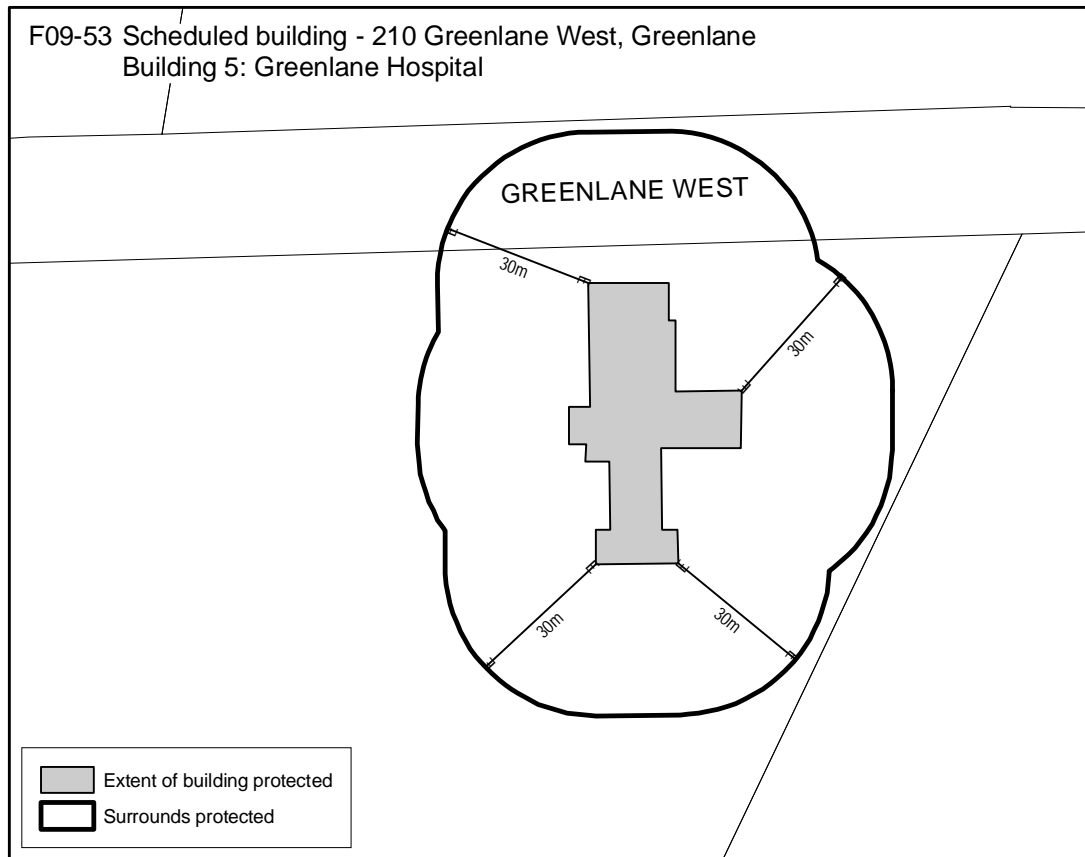 F09-53 Scheduled building - 210 Greenlane West, Greenlane
Building 5: Greenlane Hospital
GREENLANE WEST
30m
30m
30m
30m
Extent of building protected
Surrounds protected